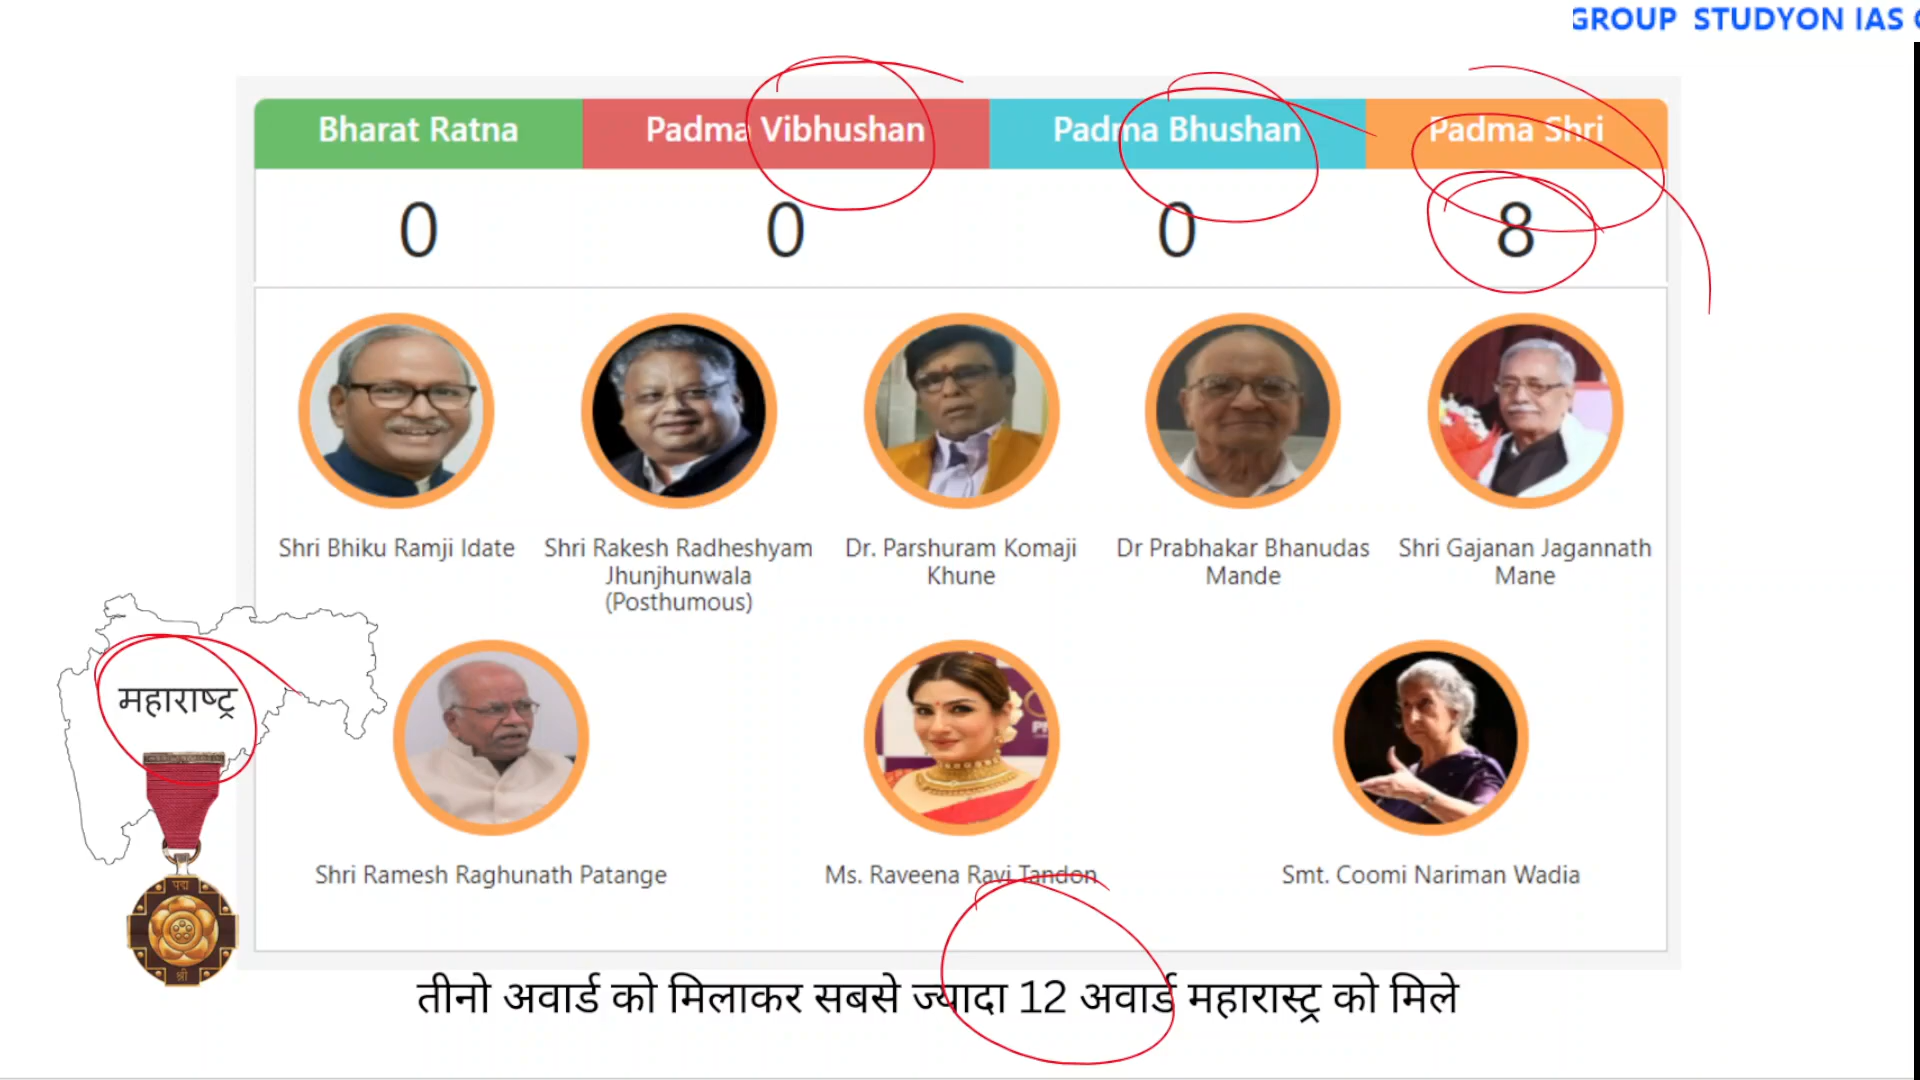 GROUP STUDYON IAS
Bharat Ratna Padma Vibhushan Padma Bhushan Padma Shri
0 0 0 8
Shri Bhiku Ramji Idate Shri Rakesh Radheshyam Dr. Parshuram Komaji Dr Prabhakar Bhanudas Shri Gajanan Jagannath
Jhunjhunwala Khune Mande Mane
(Posthumous)
महाराष्ट्र
Shri Ramesh Raghunath Patange Ms. Raveena Ravi Tandon Smt. Coomi Nariman Wadia
पद्म
श्री
तीनो अवार्ड को मिलाकर सबसे ज्यादा 12 अवार्ड महारास्ट्र को मिले